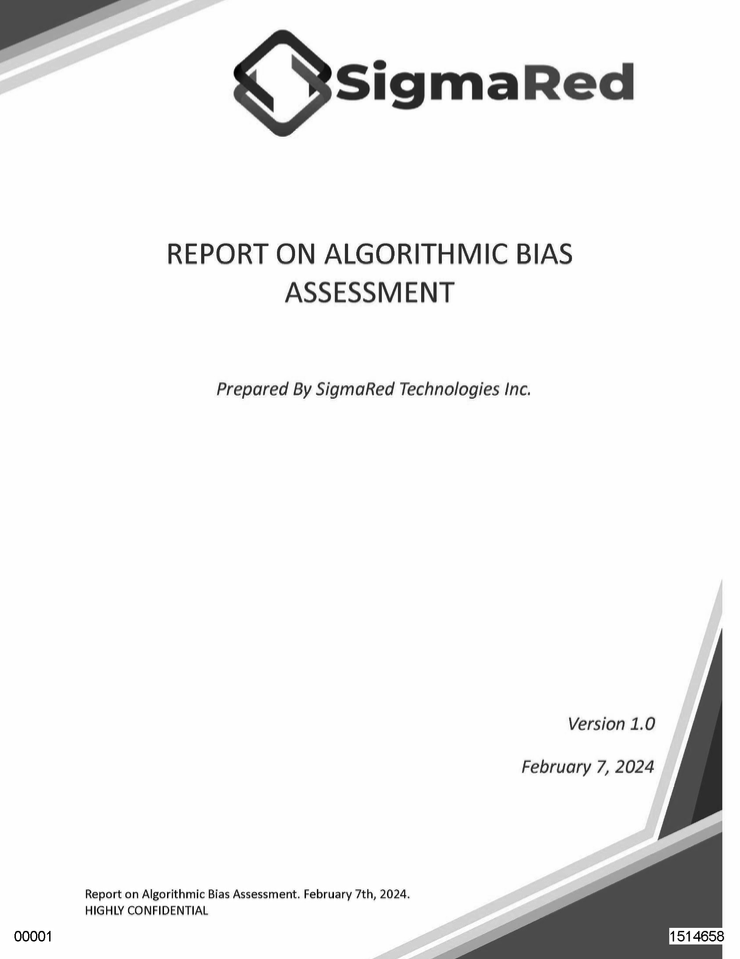 SigmaRed
REPORT ON ALGORITHMIC BIAS
ASSESSMENT
Prepared By SigmaRed Technologies Inc.
Version 1.0
February 7, 2024
Report on Algorithmic Bias Assessment. February 7th, 2024.
HIGHLY CONFIDENTIAL
00001
1514658